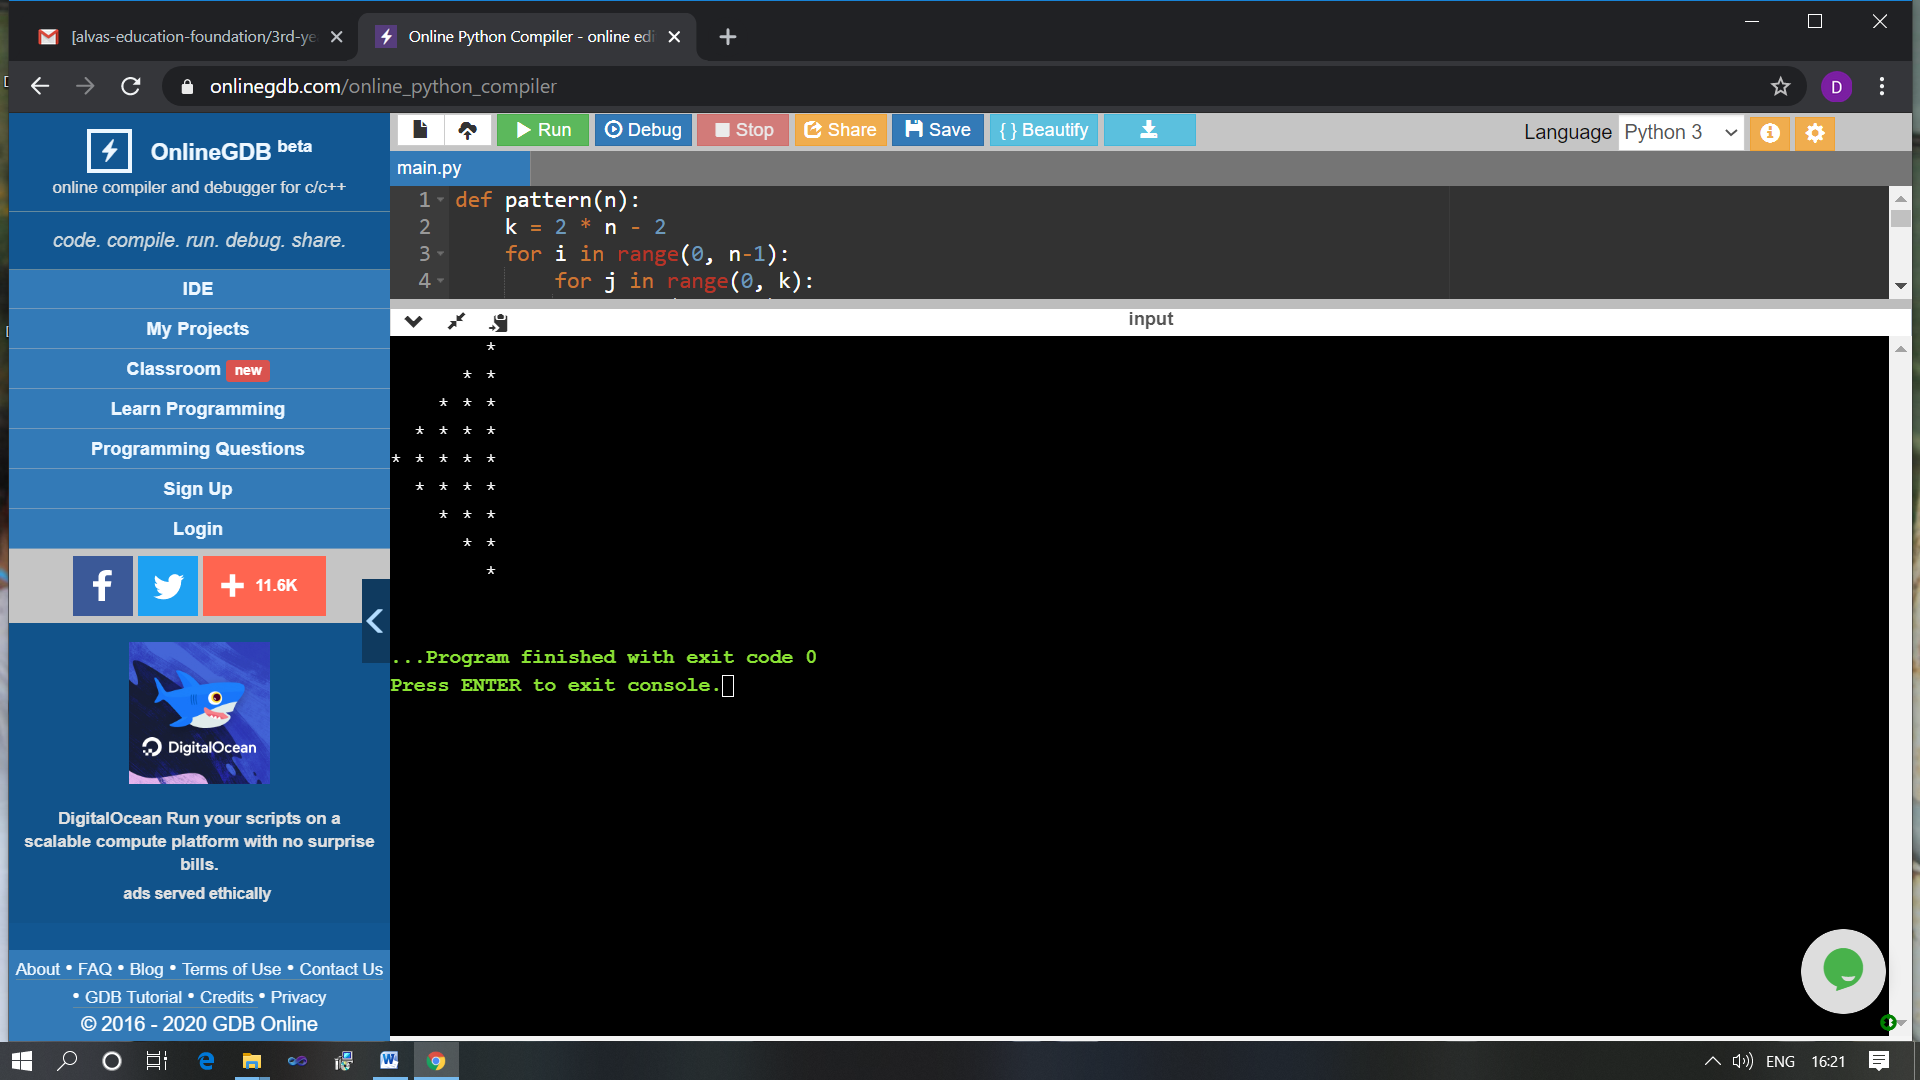 [alvas-education-foundation/3rd-ye
Online Python Compiler - online edi
onlinegdb.com/online_python_compiler
D
OnlineGDB beta
online compiler and debugger for c/c++
code. compile. run. debug. share.
IDE
My Projects
Classroom new
Learn Programming
Programming Questions
Sign Up
Login
11.6K
DigitalOcean
DigitalOcean Run your scripts on a
scalable compute platform with no surprise
bills.
ads served ethically
About • FAQ • Blog • Terms of Use • Contact Us
• GDB Tutorial • Credits • Privacy
© 2016 - 2020 GDB Online
Run Debug Stop Share Save { } Beautify
Language Python 3
main.py
1 def pattern(n):
2 k = 2 * n - 2
3 for i in range(0, n-1):
4 for j in range(0, k):
input
*
* *
* * *
* * * *
* * * * *
* * * *
* * *
* *
*
...Program finished with exit code 0
Press ENTER to exit console.
ENG 16:21